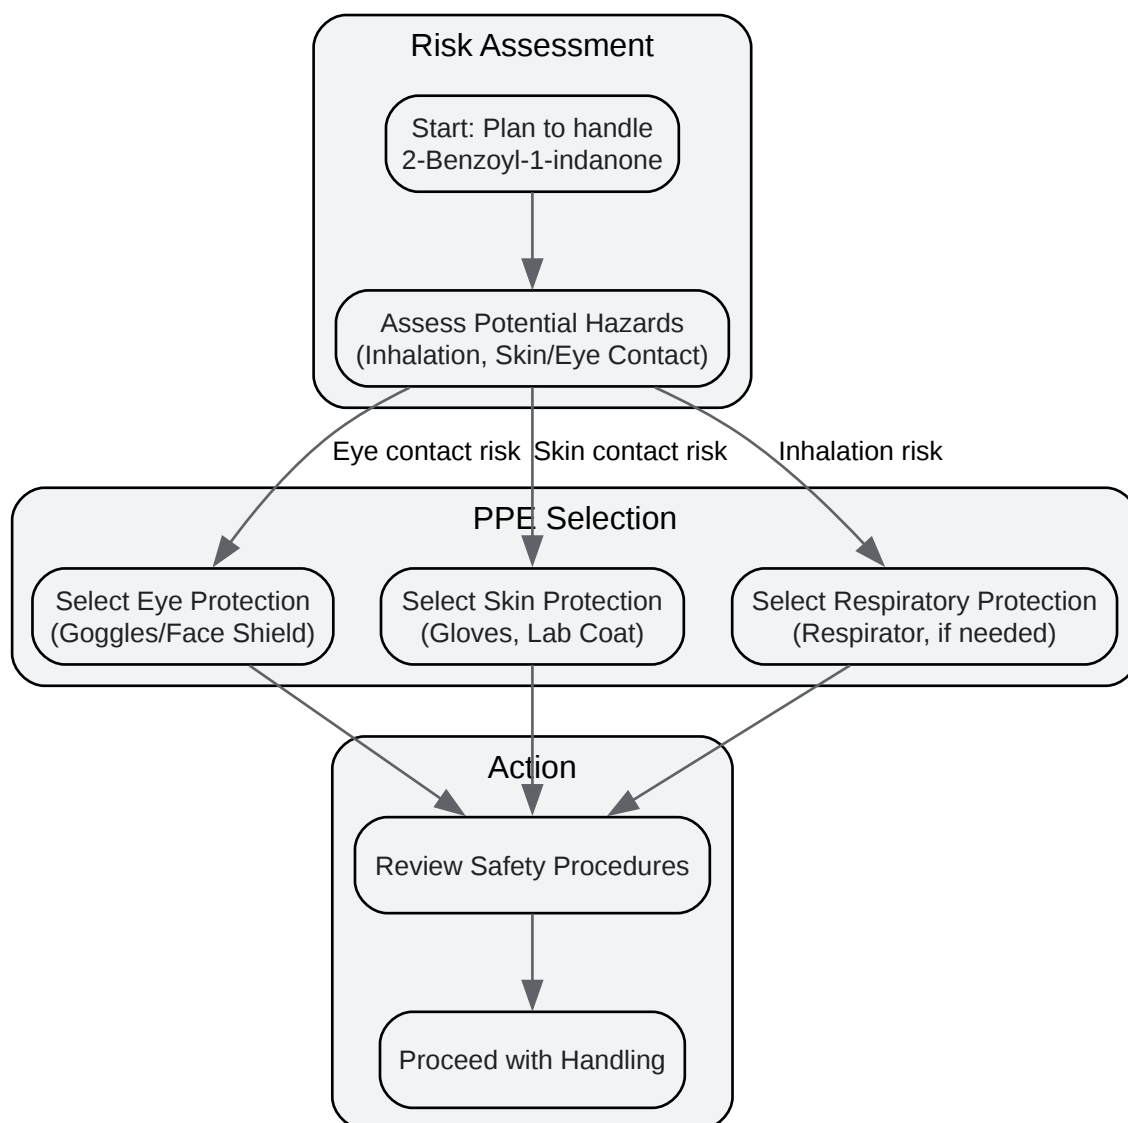 Risk Assessment
Start: Plan to handle
2-Benzoyl-1-indanone
Assess Potential Hazards
(Inhalation, Skin/Eye Contact)
Eye contact risk
Skin contact risk
Inhalation risk
PPE Selection
Select Eye Protection
(Goggles/Face Shield)
Select Skin Protection
(Gloves, Lab Coat)
Select Respiratory Protection
(Respirator, if needed)
Action
Review Safety Procedures
Proceed with Handling